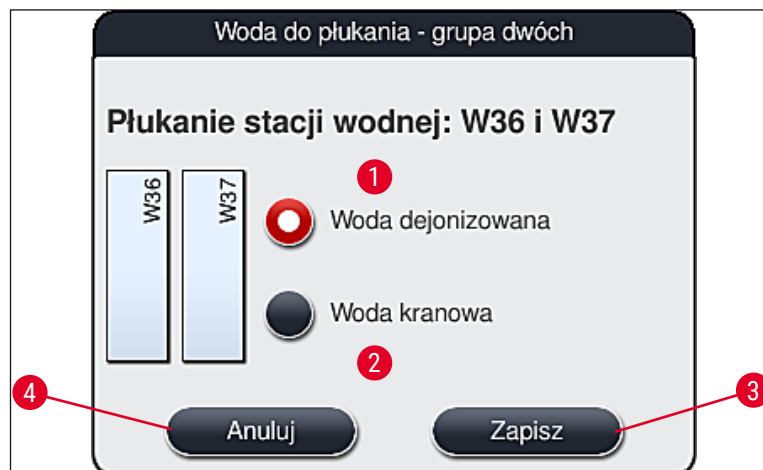 Woda do płukania - grupa dwóch
Płukanie stacji wodnej: W36 i W37
W36
W37
1
Woda dejonizowana
Woda kranowa
2
4
Anuluj
Zapisz
3